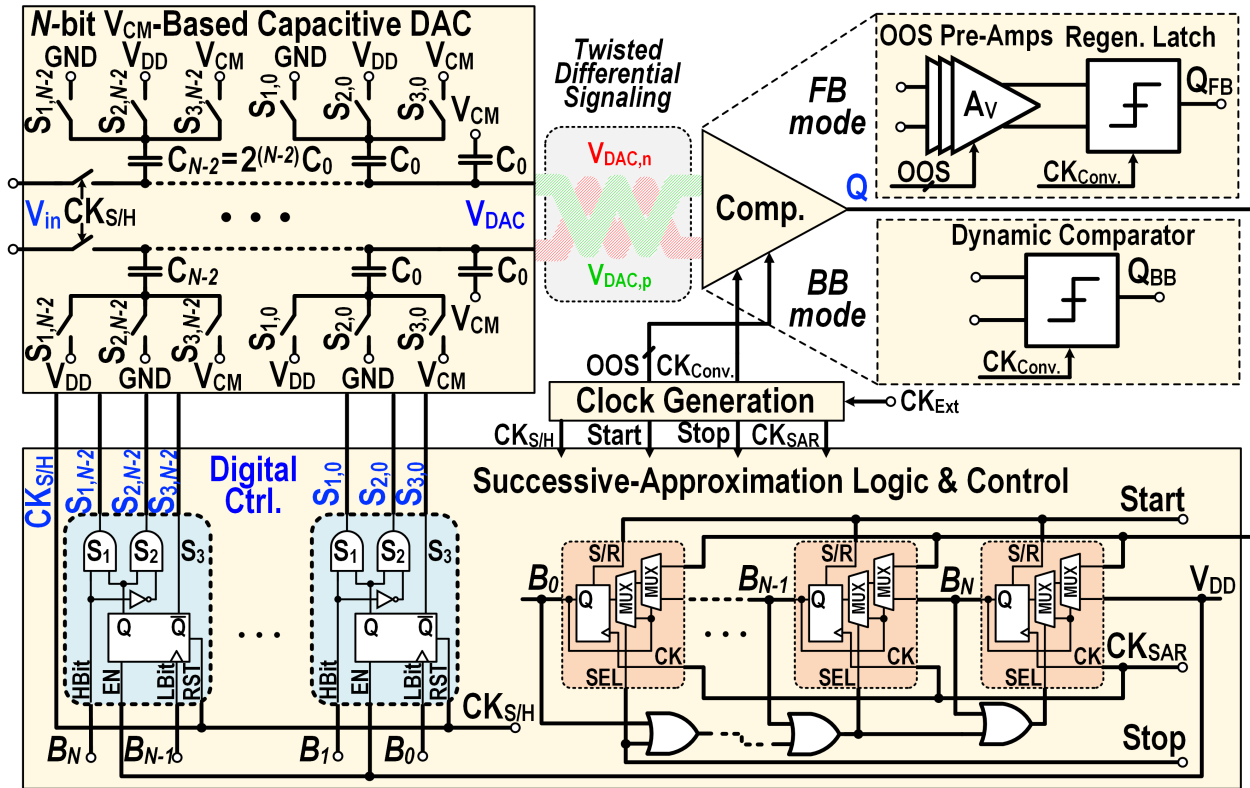 N-bit VCM-Based Capacitive DAC
GND VDD VCM GND VDD VCM
S1,N-2 S2,N-2 S3,N-2 S1,0 S2,0 S3,0 VCM
CN-2=2(N-2)C0 C0 C0
Vin CKS/H • • • VDAC
CN-2 C0 C0
S1,N-2 S2,N-2 S3,N-2 S1,0 S2,0 S3,0 VCM
VDD GND VCM VDD GND VCM
Twisted
Differential
Signaling
VDAC,n
VDAC,p
Comp.
Q
FB
mode
BB
mode
OOS Pre-Amps Regen. Latch
AV
QFB
OOS CKConv.
Dynamic Comparator
QBB
CKConv.
OOS CKConv.
Clock Generation
CKExt
CKS/H Start Stop CKSAR
CKS/H S1,N-2 S2,N-2 S3,N-2
Digital
Ctrl.
S1,0 S2,0 S3,0
Successive-Approximation Logic & Control
Start
S1 S2 S3
Q Q
HBit EN LBit RST
• • •
S1 S2 S3
Q Q
HBit EN LBit RST
CKS/H
BN BN-1 B1 B0
B0 S/R Q MUX MUX CK SEL
• • •
BN-1 S/R Q MUX MUX CK SEL
BN S/R Q MUX MUX CK SEL
VDD
CKSAR
Stop